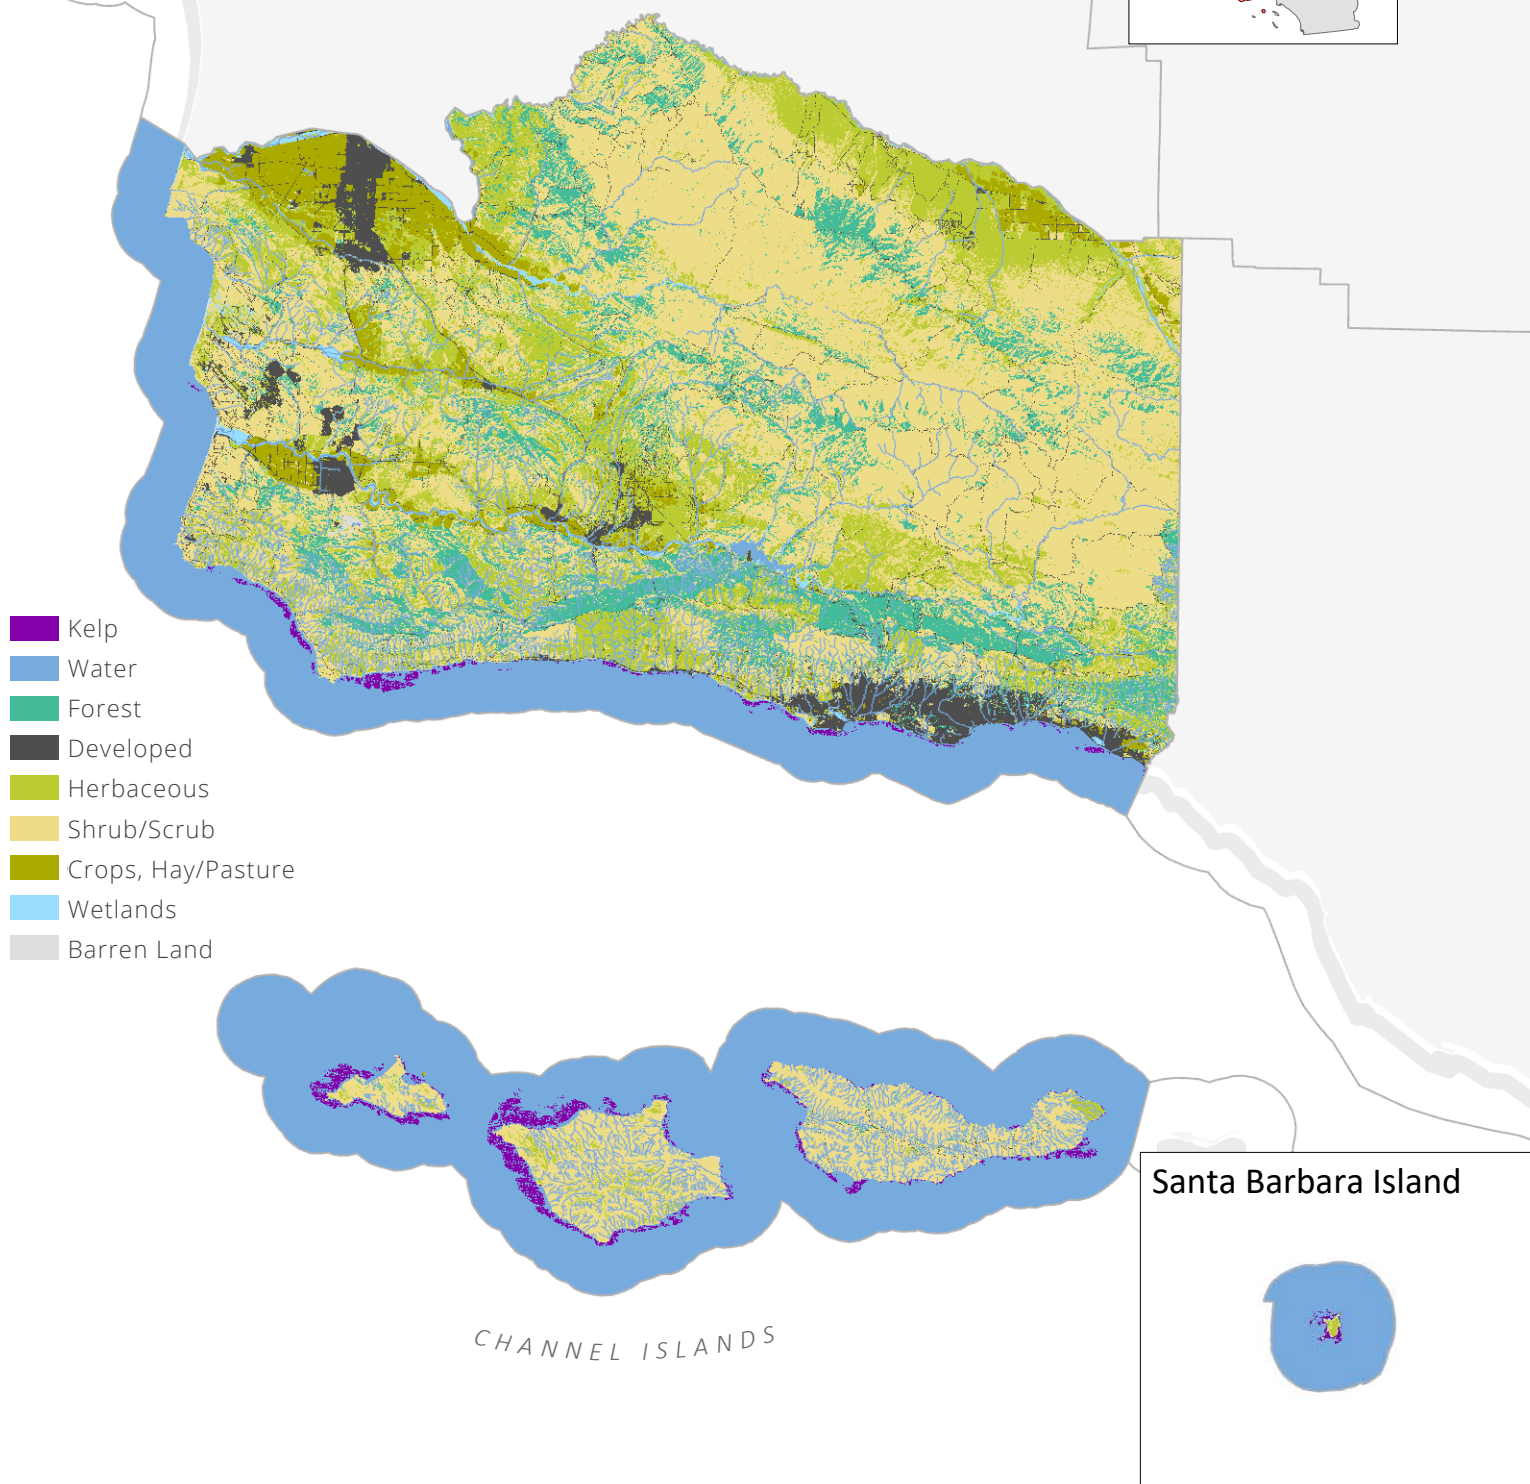 Kelp
Water
Forest
Developed
Herbaceous
Shrub/Scrub
Crops, Hay/Pasture
Wetlands
Barren Land
Santa Barbara Island
CHANNEL ISLANDS